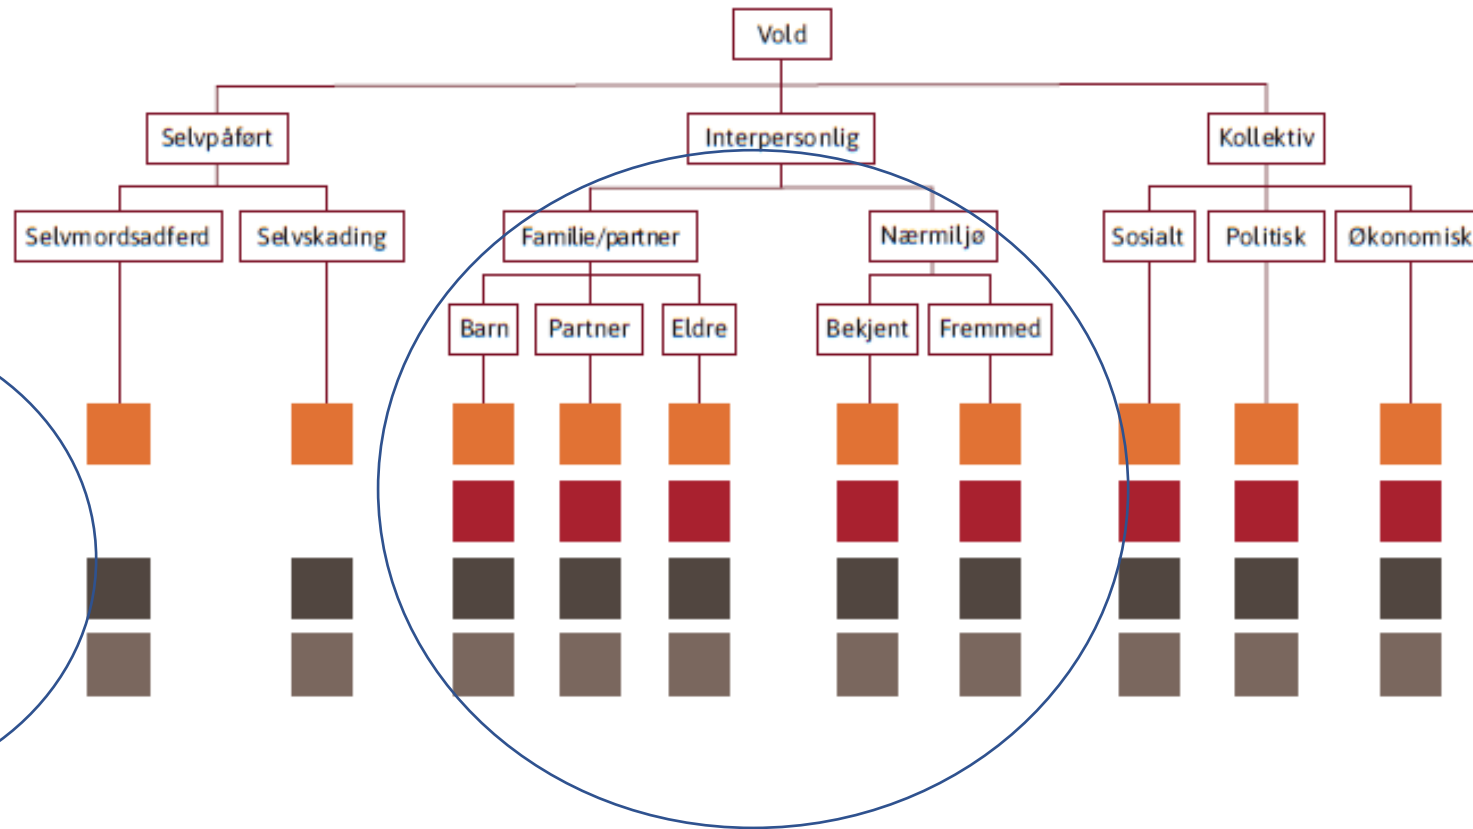 Vold
Selvpåført
Interpersonlig
Kollektiv
Selvmordsadferd
Selvskading
Familie/partner
Nærmiljø
Sosialt
Politisk
Økonomisk
Barn
Partner
Eldre
Bekjent
Fremmed